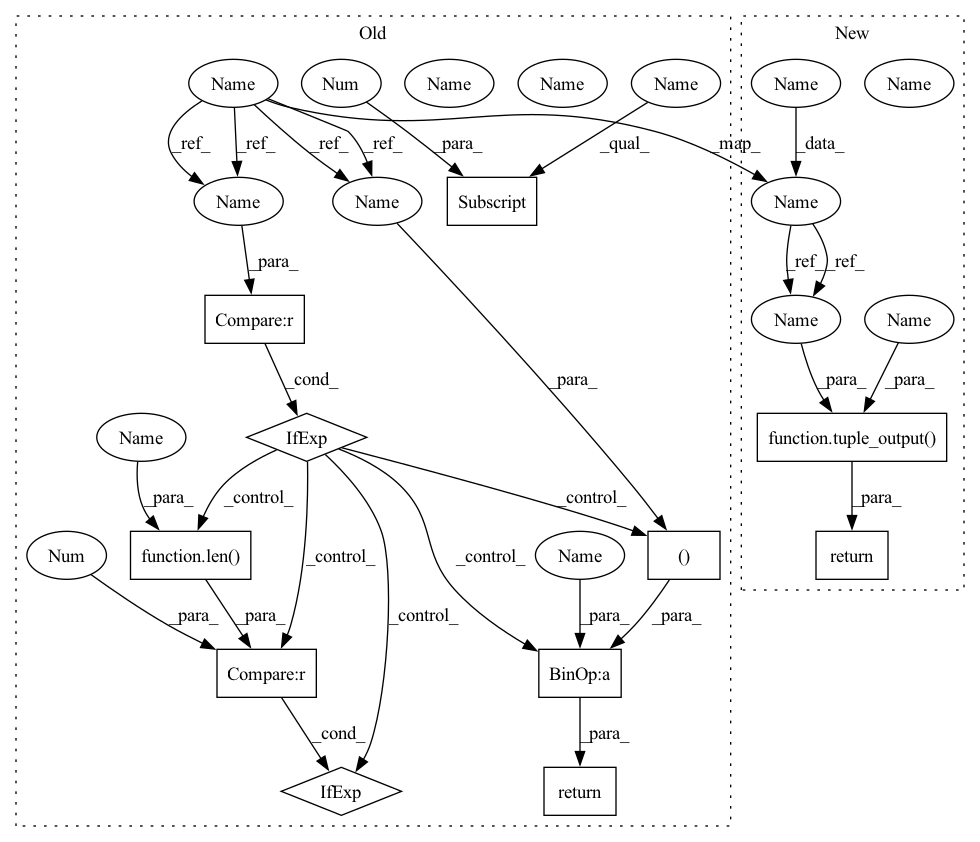 Old
New
Name
Num
Name
Name
Name
Name
Name
_ref_
_ref_
_ref_
_ref_
_para_
_qual_
_map_
_data_
Name
Name
Subscript
Name
_para_
_ref_
_ref_
Compare:r
Name
Name
_cond_
_para_
_para_
_para_
Name
IfExp
function.tuple_output()
_para_
_control_
_control_
_para_
Num
function.len()
_control_
_control_
Name
()
return
_para_
_para_
_control_
_para_
_para_
Compare:r
BinOp:a
_cond_
_para_
IfExp
return